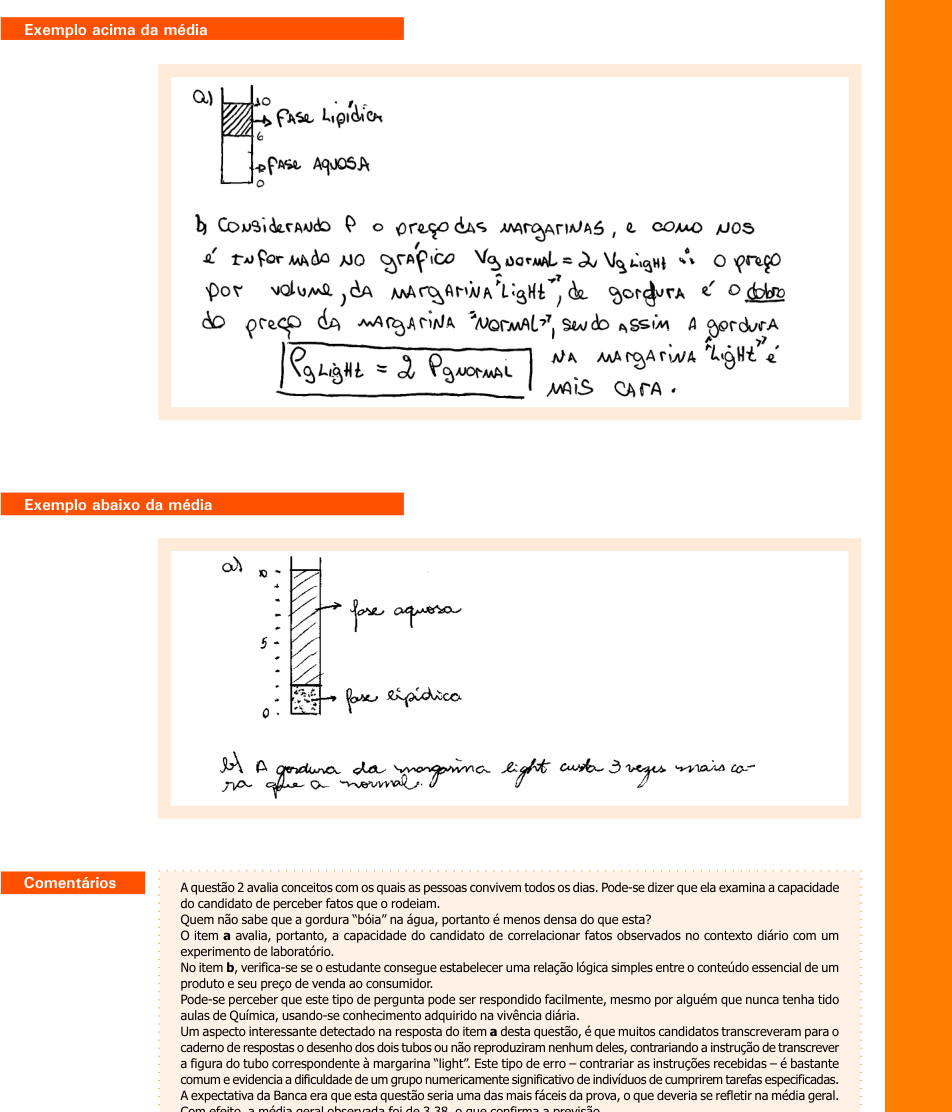 Exemplo acima da média
a)
10
FASE LIPÍDICA
6
FASE AQUOSA
0
b) CONSIDERANDO P O PREÇO DAS MARGARINAS, E COMO NOS
É INFORMADO NO GRÁFICO Vg NORMAL = 2 Vg LIGHT ∴ O PREÇO
POR VOLUME, DA MARGARINA "LIGHT", DE GORDURA É O DOBRO
DO PREÇO DA MARGARINA "NORMAL", SENDO ASSIM A GORDURA
NA MARGARINA "LIGHT" É
Pg LIGHT = 2 Pg NORMAL
MAIS CARA.
Exemplo abaixo da média
a)
10
fase aquosa
5
fase lipídica
0
b) A gordura da margarina light custa 3 vezes mais ca-
ra que a normal.
Comentários
A questão 2 avalia conceitos com os quais as pessoas convivem todos os dias. Pode-se dizer que ela examina a capacidade
do candidato de perceber fatos que o rodeiam.
Quem não sabe que a gordura “bóia” na água, portanto é menos densa do que esta?
O item a avalia, portanto, a capacidade do candidato de correlacionar fatos observados no contexto diário com um
experimento de laboratório.
No item b, verifica-se se o estudante consegue estabelecer uma relação lógica simples entre o conteúdo essencial de um
produto e seu preço de venda ao consumidor.
Pode-se perceber que este tipo de pergunta pode ser respondido facilmente, mesmo por alguém que nunca tenha tido
aulas de Química, usando-se conhecimento adquirido na vivência diária.
Um aspecto interessante detectado na resposta do item a desta questão, é que muitos candidatos transcreveram para o
caderno de respostas o desenho dos dois tubos ou não reproduziram nenhum deles, contrariando a instrução de transcrever
a figura do tubo correspondente à margarina “light”. Este tipo de erro – contrariar as instruções recebidas – é bastante
comum e evidencia a dificuldade de um grupo numericamente significativo de indivíduos de cumprirem tarefas especificadas.
A expectativa da Banca era que esta questão seria uma das mais fáceis da prova, o que deveria se refletir na média geral.
Com efeito, a média geral observada foi de 3,38, o que confirma a previsão.